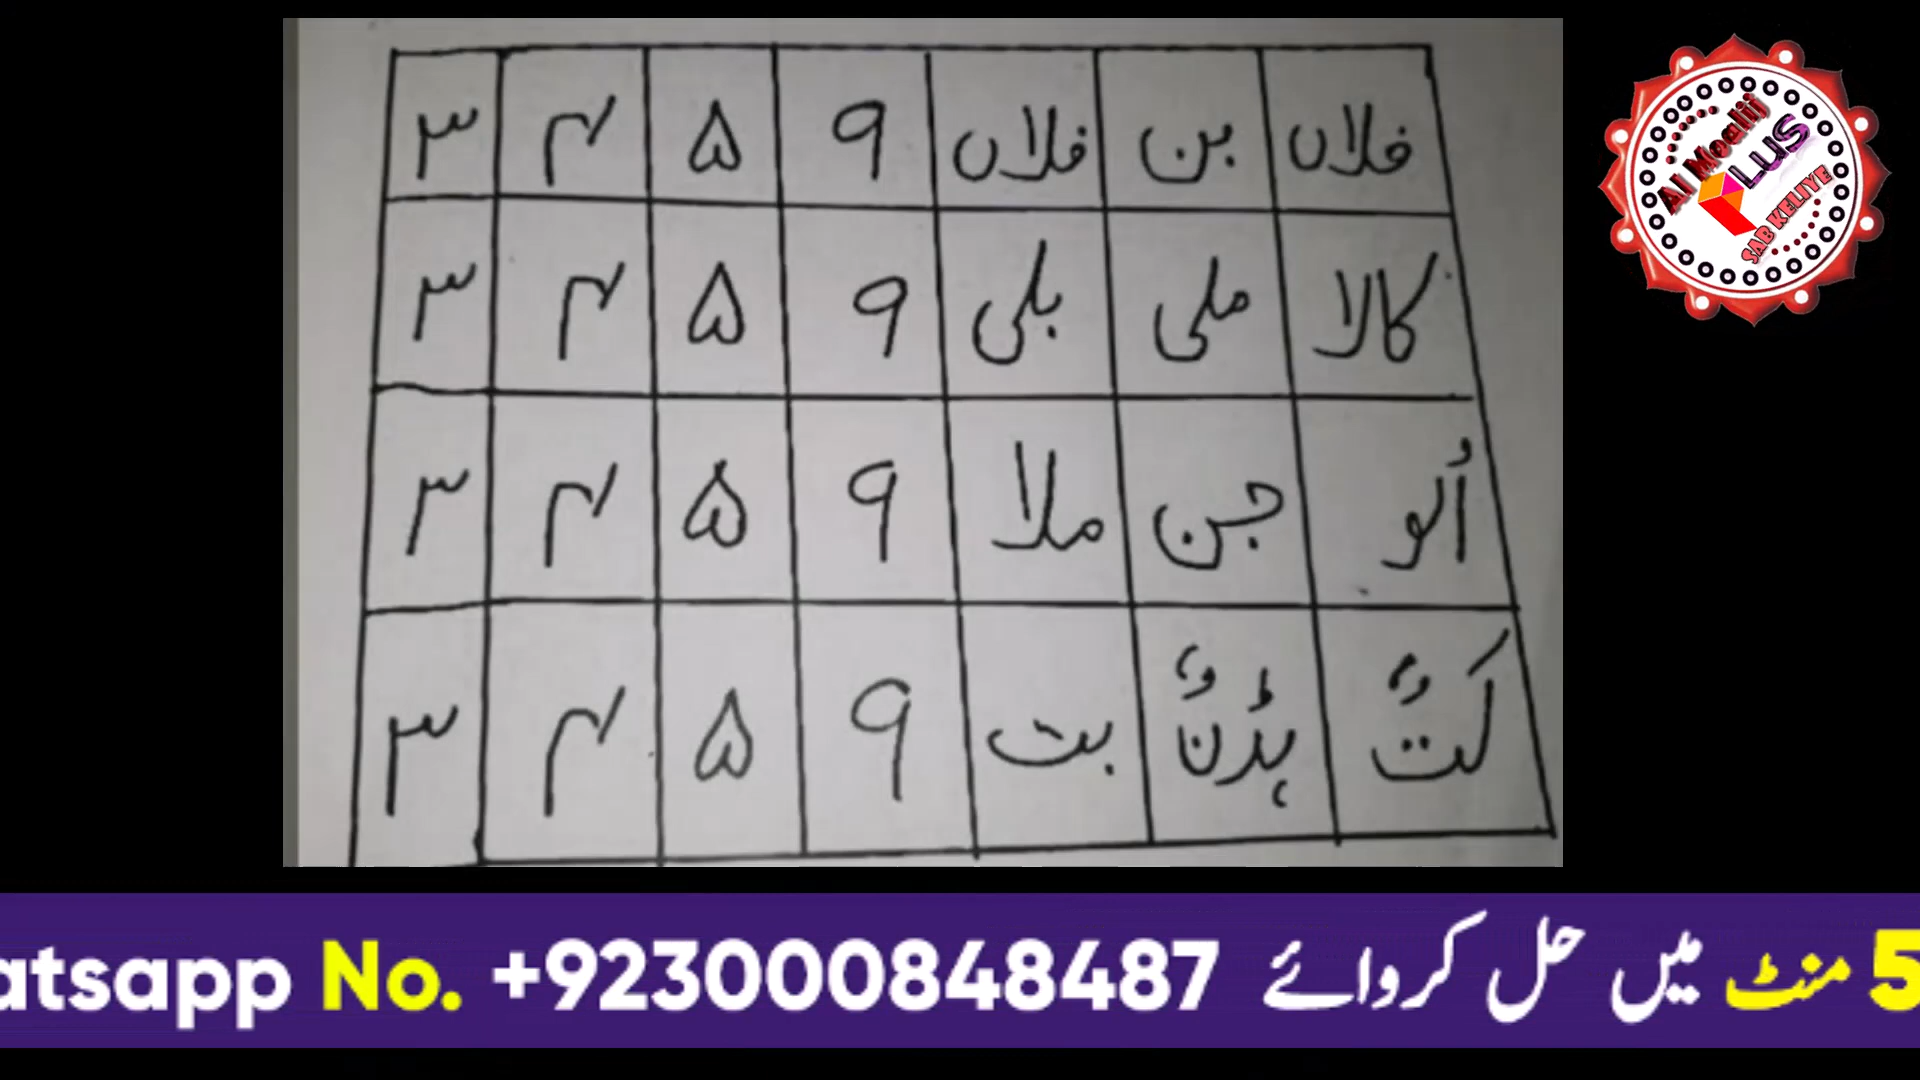 فلاں بن فلاں ۹ ۵ ۴ ۳
کالا ملی بلی ۹ ۵ ۴ ۳
اُلو جن ملا ۹ ۵ ۴ ۳
بت ۹ ۵ ۴ ۳
Al Moalij
PLUS
SAB KELIYE
5 منٹ میں حل کروائے
atsapp No. +923000848487